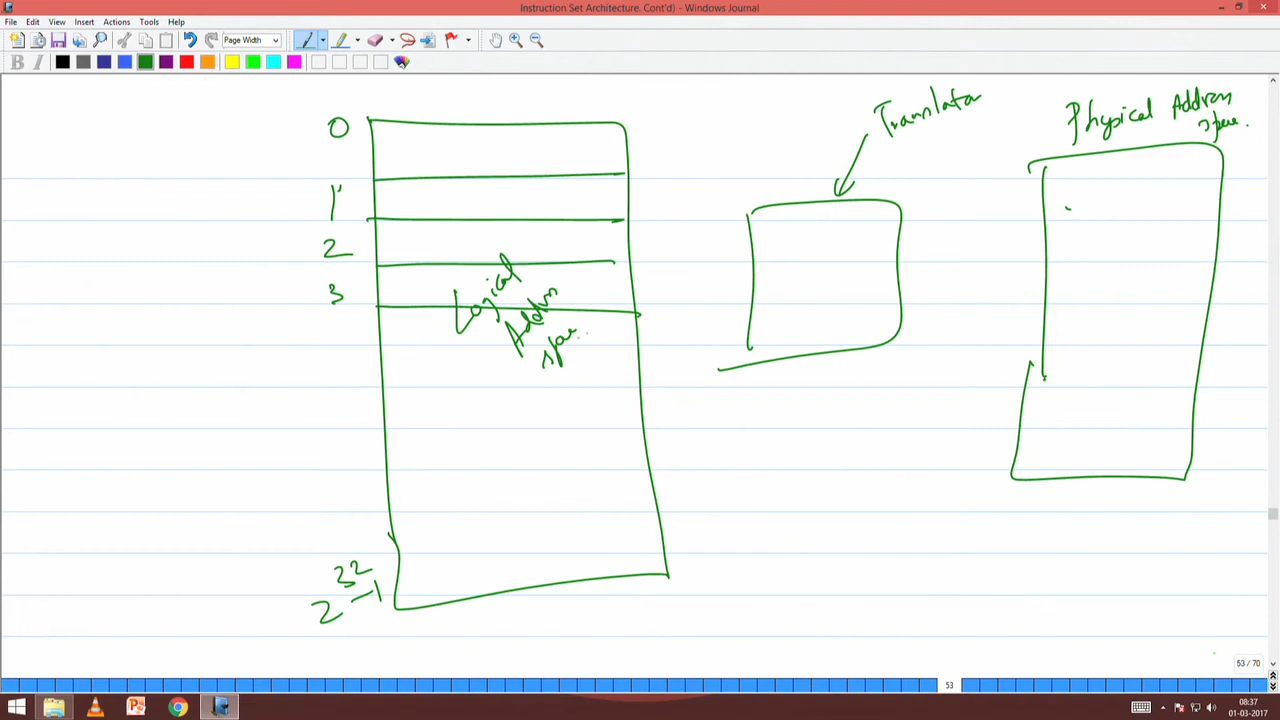 Instruction Set Architecture. Cont'd) - Windows Journal
File Edit View Insert Actions Tools Help
Page Width
B I
Translator
Physical Address
space.
0
1
2
3
Logical
Address
space
2^32 -1
53 / 70
53
08:37
01-03-2017